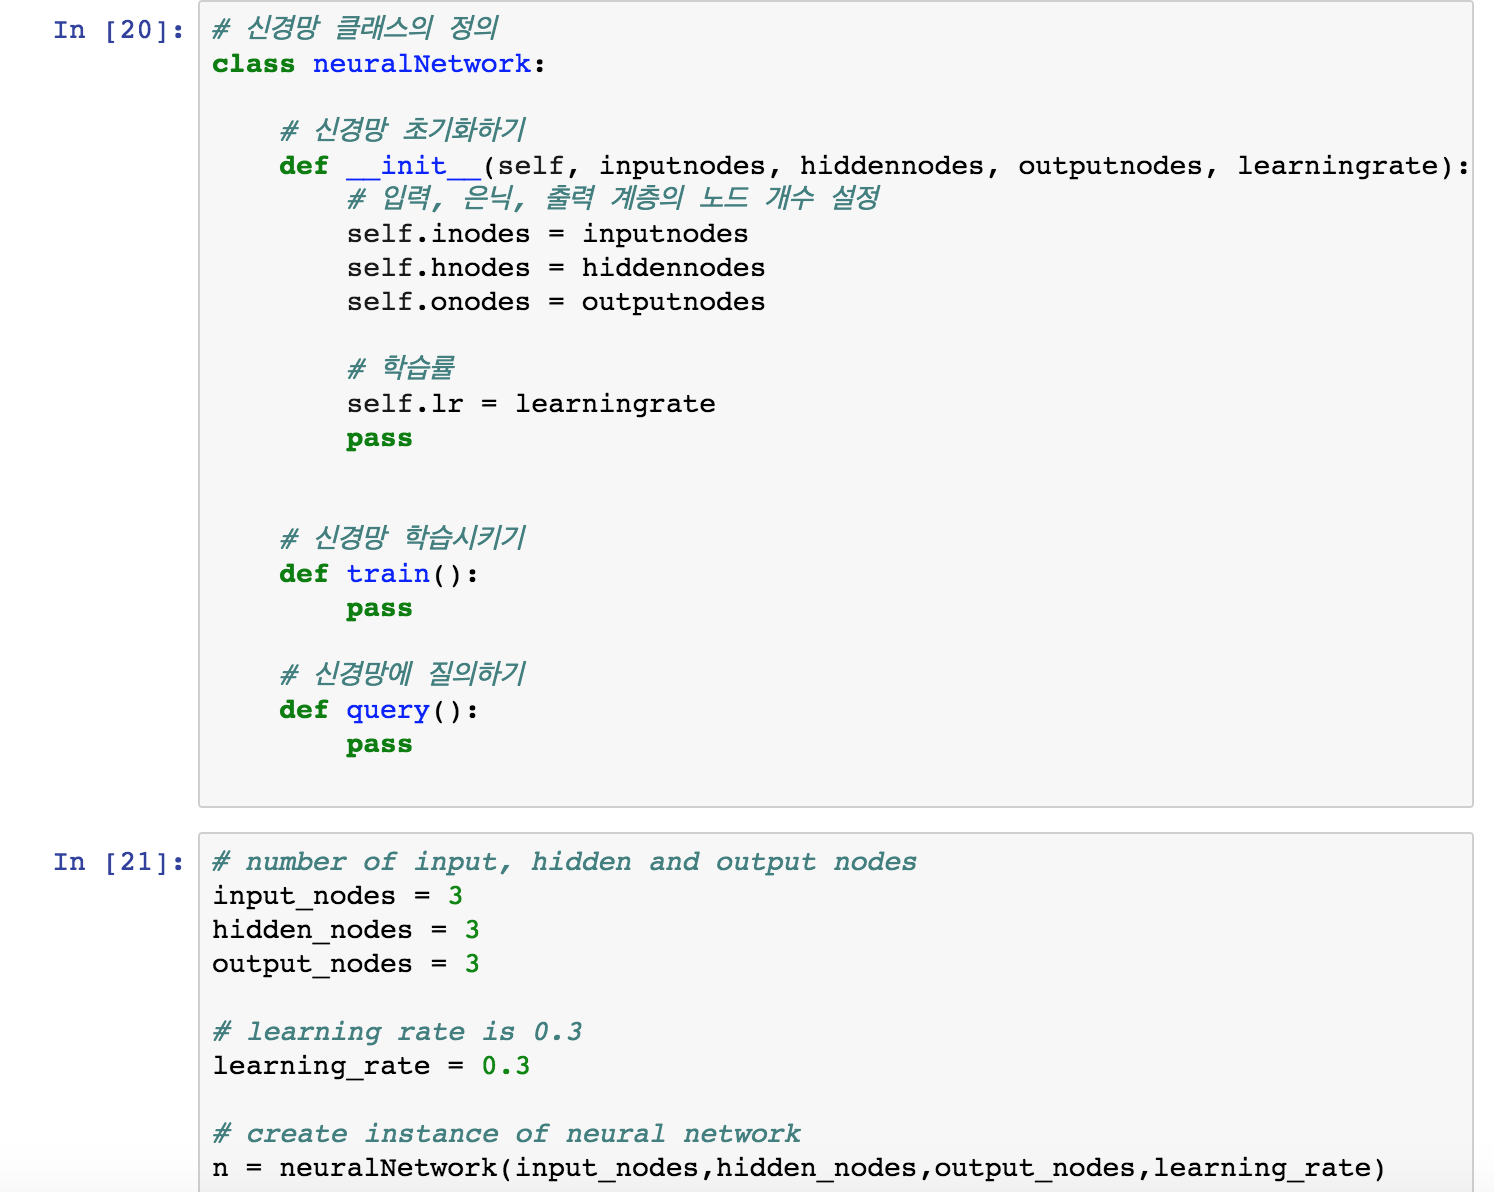 In [20]:
# 신경망 클래스의 정의
class neuralNetwork:
# 신경망 초기화하기
def __init__(self, inputnodes, hiddennodes, outputnodes, learningrate):
# 입력, 은닉, 출력 계층의 노드 개수 설정
self.inodes = inputnodes
self.hnodes = hiddennodes
self.onodes = outputnodes
# 학습률
self.lr = learningrate
pass
# 신경망 학습시키기
def train():
pass
# 신경망에 질의하기
def query():
pass
In [21]:
# number of input, hidden and output nodes
input_nodes = 3
hidden_nodes = 3
output_nodes = 3
# learning rate is 0.3
learning_rate = 0.3
# create instance of neural network
n = neuralNetwork(input_nodes,hidden_nodes,output_nodes,learning_rate)